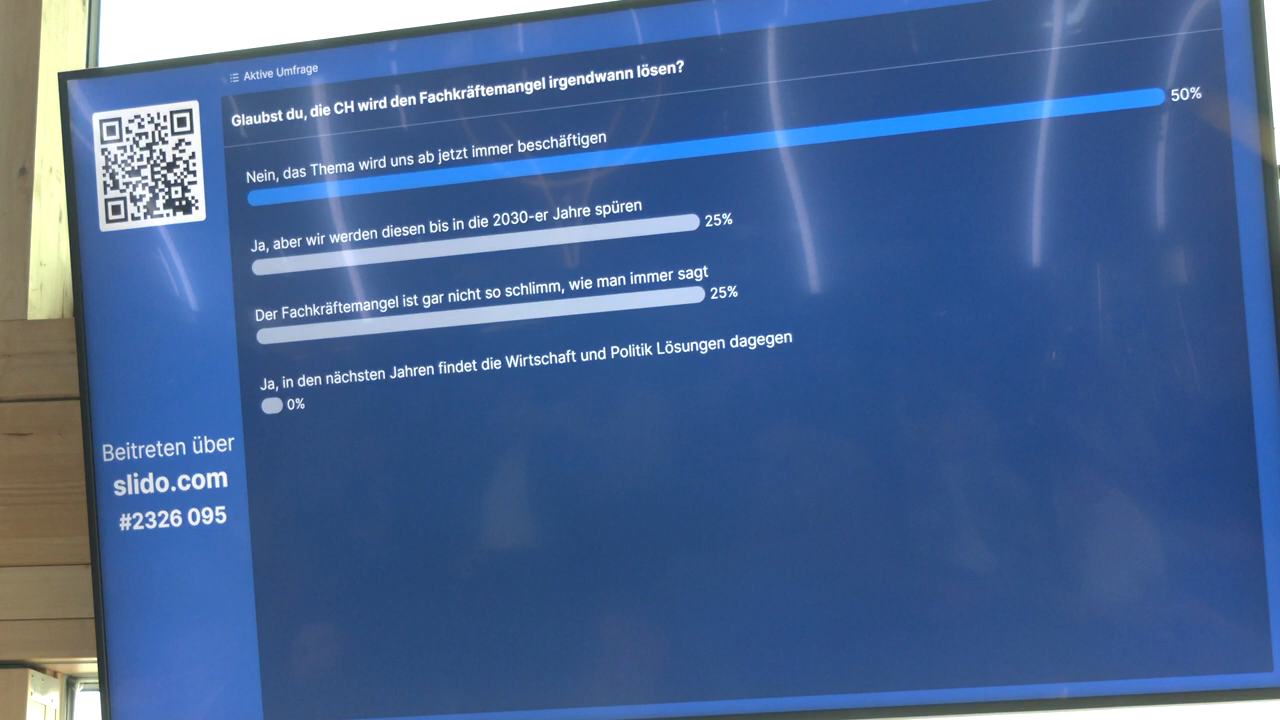 Aktive Umfrage
Glaubst du, die CH wird den Fachkräftemangel irgendwann lösen?
Nein, das Thema wird uns ab jetzt immer beschäftigen
50%
Ja, aber wir werden diesen bis in die 2030-er Jahre spüren
25%
Der Fachkräftemangel ist gar nicht so schlimm, wie man immer sagt
25%
Ja, in den nächsten Jahren findet die Wirtschaft und Politik Lösungen dagegen
0%
Beitreten über
slido.com
#2326 095